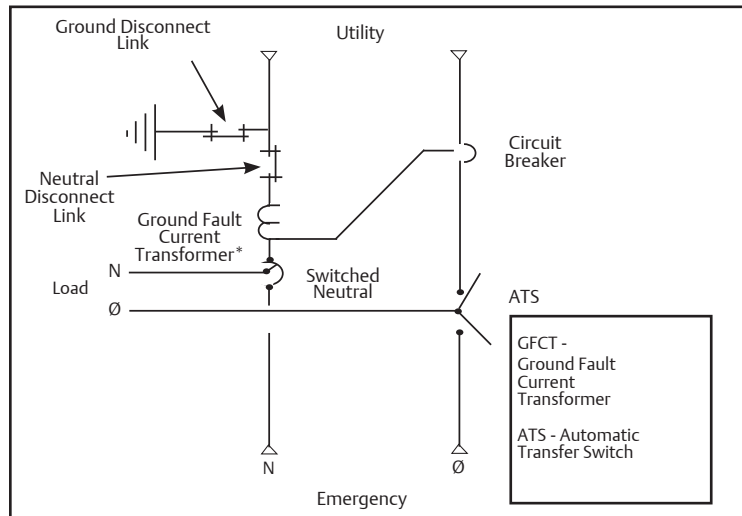 Ground Disconnect
Link
Utility
Circuit
Breaker
Neutral
Disconnect
Link
Ground Fault
Current
Transformer*
N
Switched
Neutral
Load
Ø
ATS
GFCT -
Ground Fault
Current
Transformer
ATS - Automatic
Transfer Switch
N
Ø
Emergency